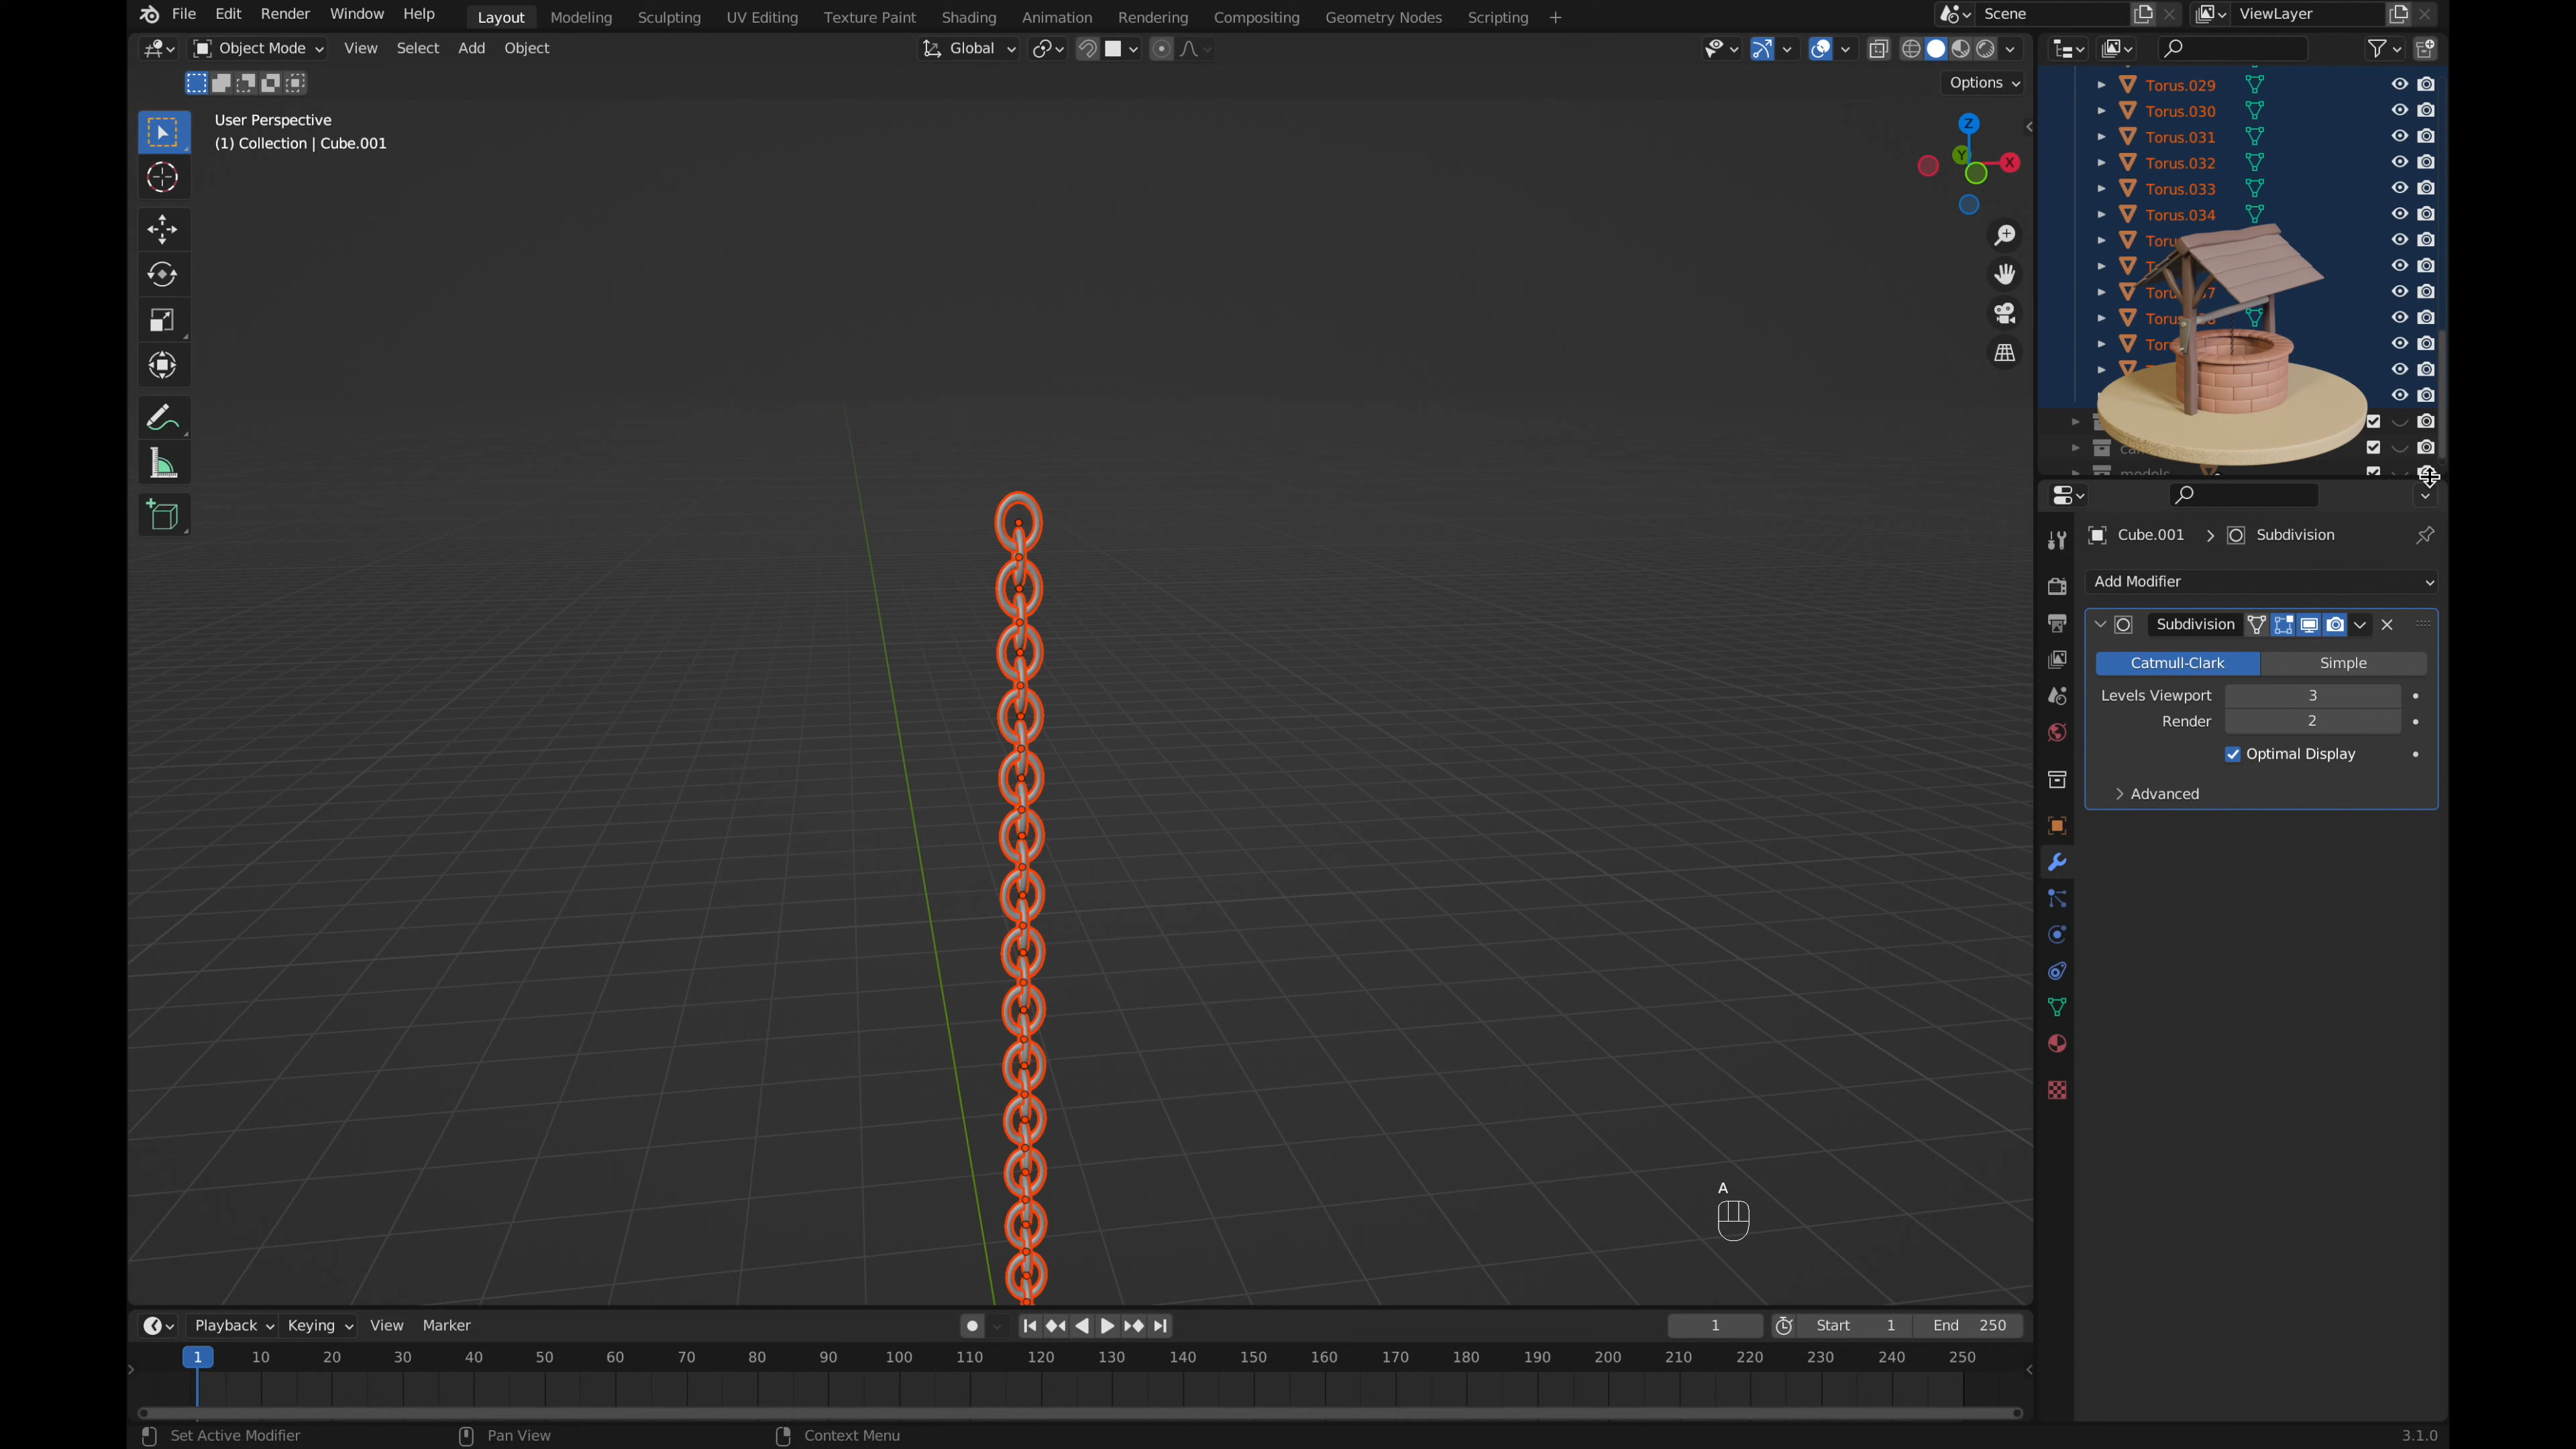 File Edit Render Window Help
Layout Modeling Sculpting UV Editing Texture Paint Shading Animation Rendering Compositing Geometry Nodes Scripting +
Scene
ViewLayer
Object Mode View Select Add Object
Global
Options
User Perspective
(1) Collection | Cube.001
Z
Y
X
Torus.029
Torus.030
Torus.031
Torus.032
Torus.033
Torus.034
models
Cube.001 > Subdivision
Add Modifier
Subdivision
Catmull-Clark Simple
Levels Viewport 3
Render 2
Optimal Display
Advanced
A
Playback Keying View Marker
1 Start 1 End 250
1 10 20 30 40 50 60 70 80 90 100 110 120 130 140 150 160 170 180 190 200 210 220 230 240 250
Set Active Modifier Pan View Context Menu
3.1.0